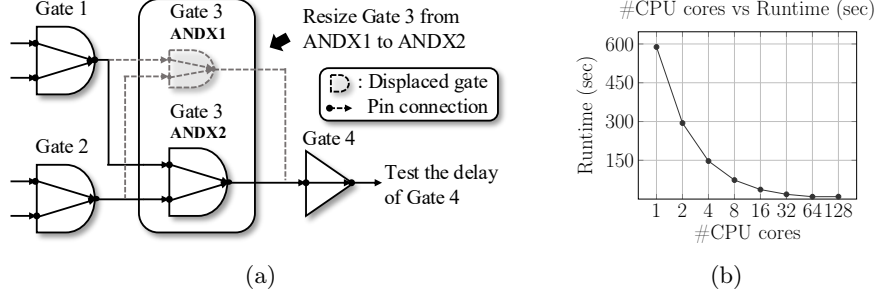 Gate 1
Gate 3
ANDX1
Resize Gate 3 from
ANDX1 to ANDX2
: Displaced gate
Pin connection
Gate 3
ANDX2
Gate 2
Gate 4
Test the delay
of Gate 4
(a)
#CPU cores vs Runtime (sec)
Runtime (sec)
600
450
300
150
1 2 4 8 16 32 64 128
#CPU cores
(b)